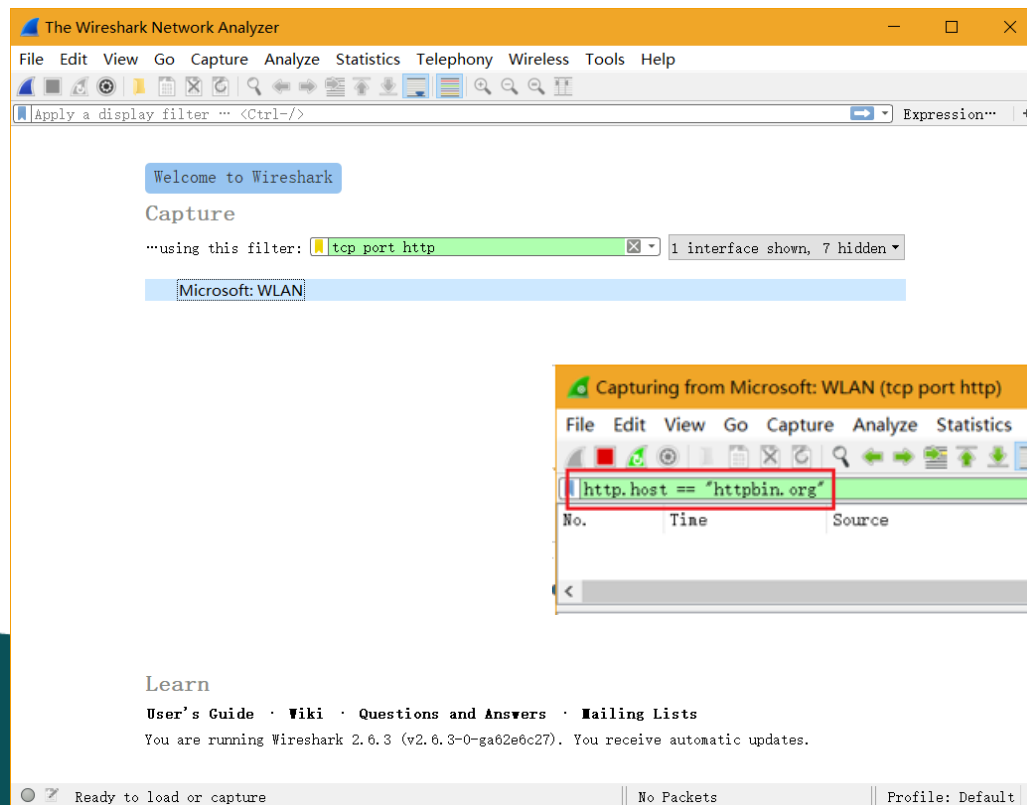 The Wireshark Network Analyzer
File Edit View Go Capture Analyze Statistics Telephony Wireless Tools Help
Apply a display filter … <Ctrl-/>
Expression…
+
Welcome to Wireshark
Capture
…using this filter: tcp port http
1 interface shown, 7 hidden
Microsoft: WLAN
Capturing from Microsoft: WLAN (tcp port http)
File Edit View Go Capture Analyze Statistics
http.host == "httpbin.org"
No. Time Source
Learn
User's Guide · Wiki · Questions and Answers · Mailing Lists
You are running Wireshark 2.6.3 (v2.6.3-0-ga62e6c27). You receive automatic updates.
Ready to load or capture
No Packets
Profile: Default